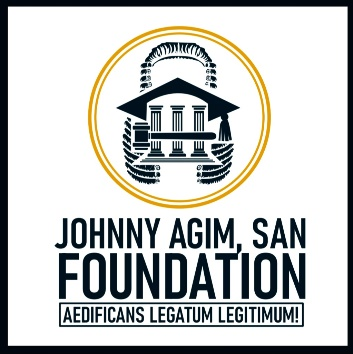 JOHNNY AGIM, SAN
FOUNDATION
AEDIFICANS LEGATUM LEGITIMUM!